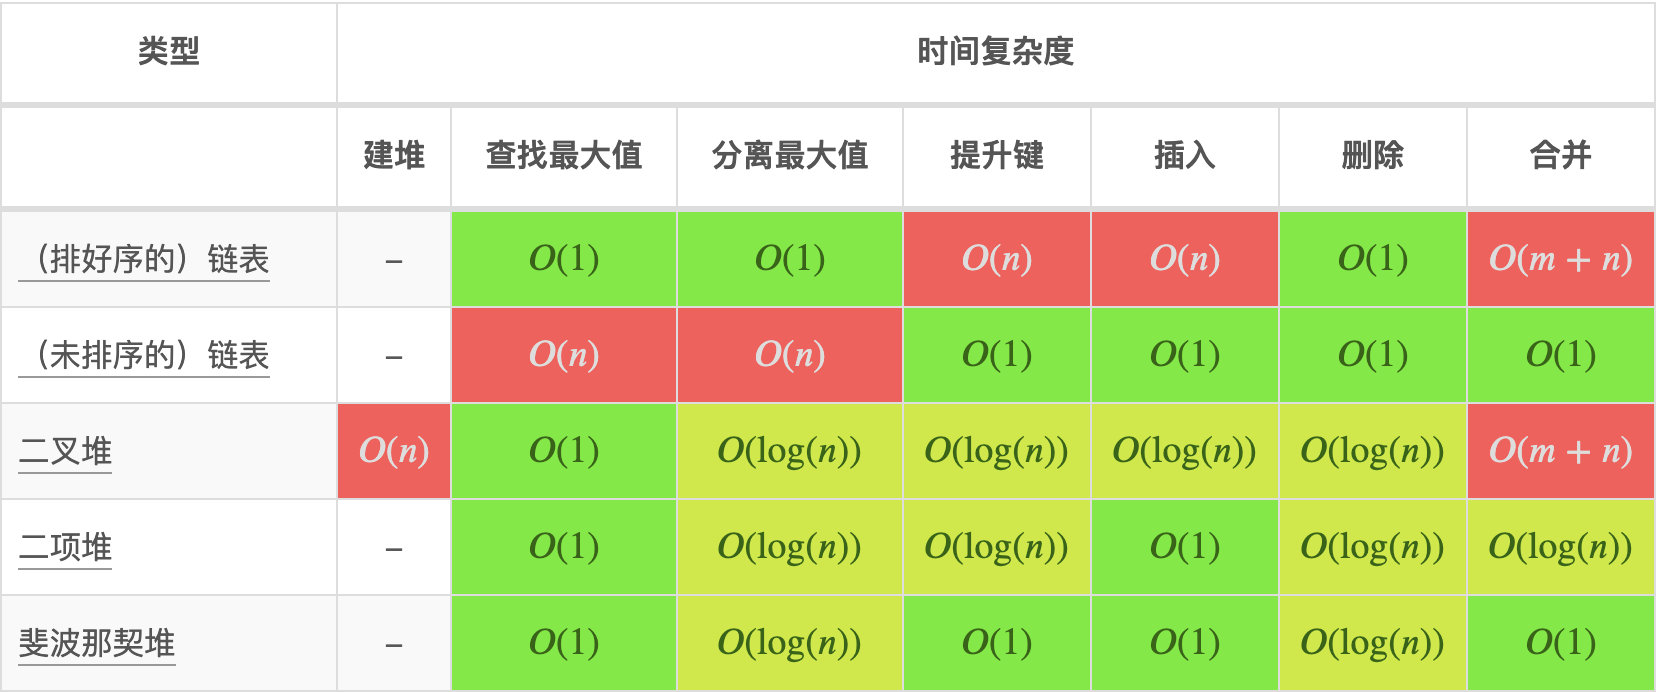 类型 时间复杂度
建堆 查找最大值 分离最大值 提升键 插入 删除 合并
（排好序的）链表 – O(1) O(1) O(n) O(n) O(1) O(m + n)
（未排序的）链表 – O(n) O(n) O(1) O(1) O(1) O(1)
二叉堆 O(n) O(1) O(log(n)) O(log(n)) O(log(n)) O(log(n)) O(m + n)
二项堆 – O(1) O(log(n)) O(log(n)) O(1) O(log(n)) O(log(n))
斐波那契堆 – O(1) O(log(n)) O(1) O(1) O(log(n)) O(1)